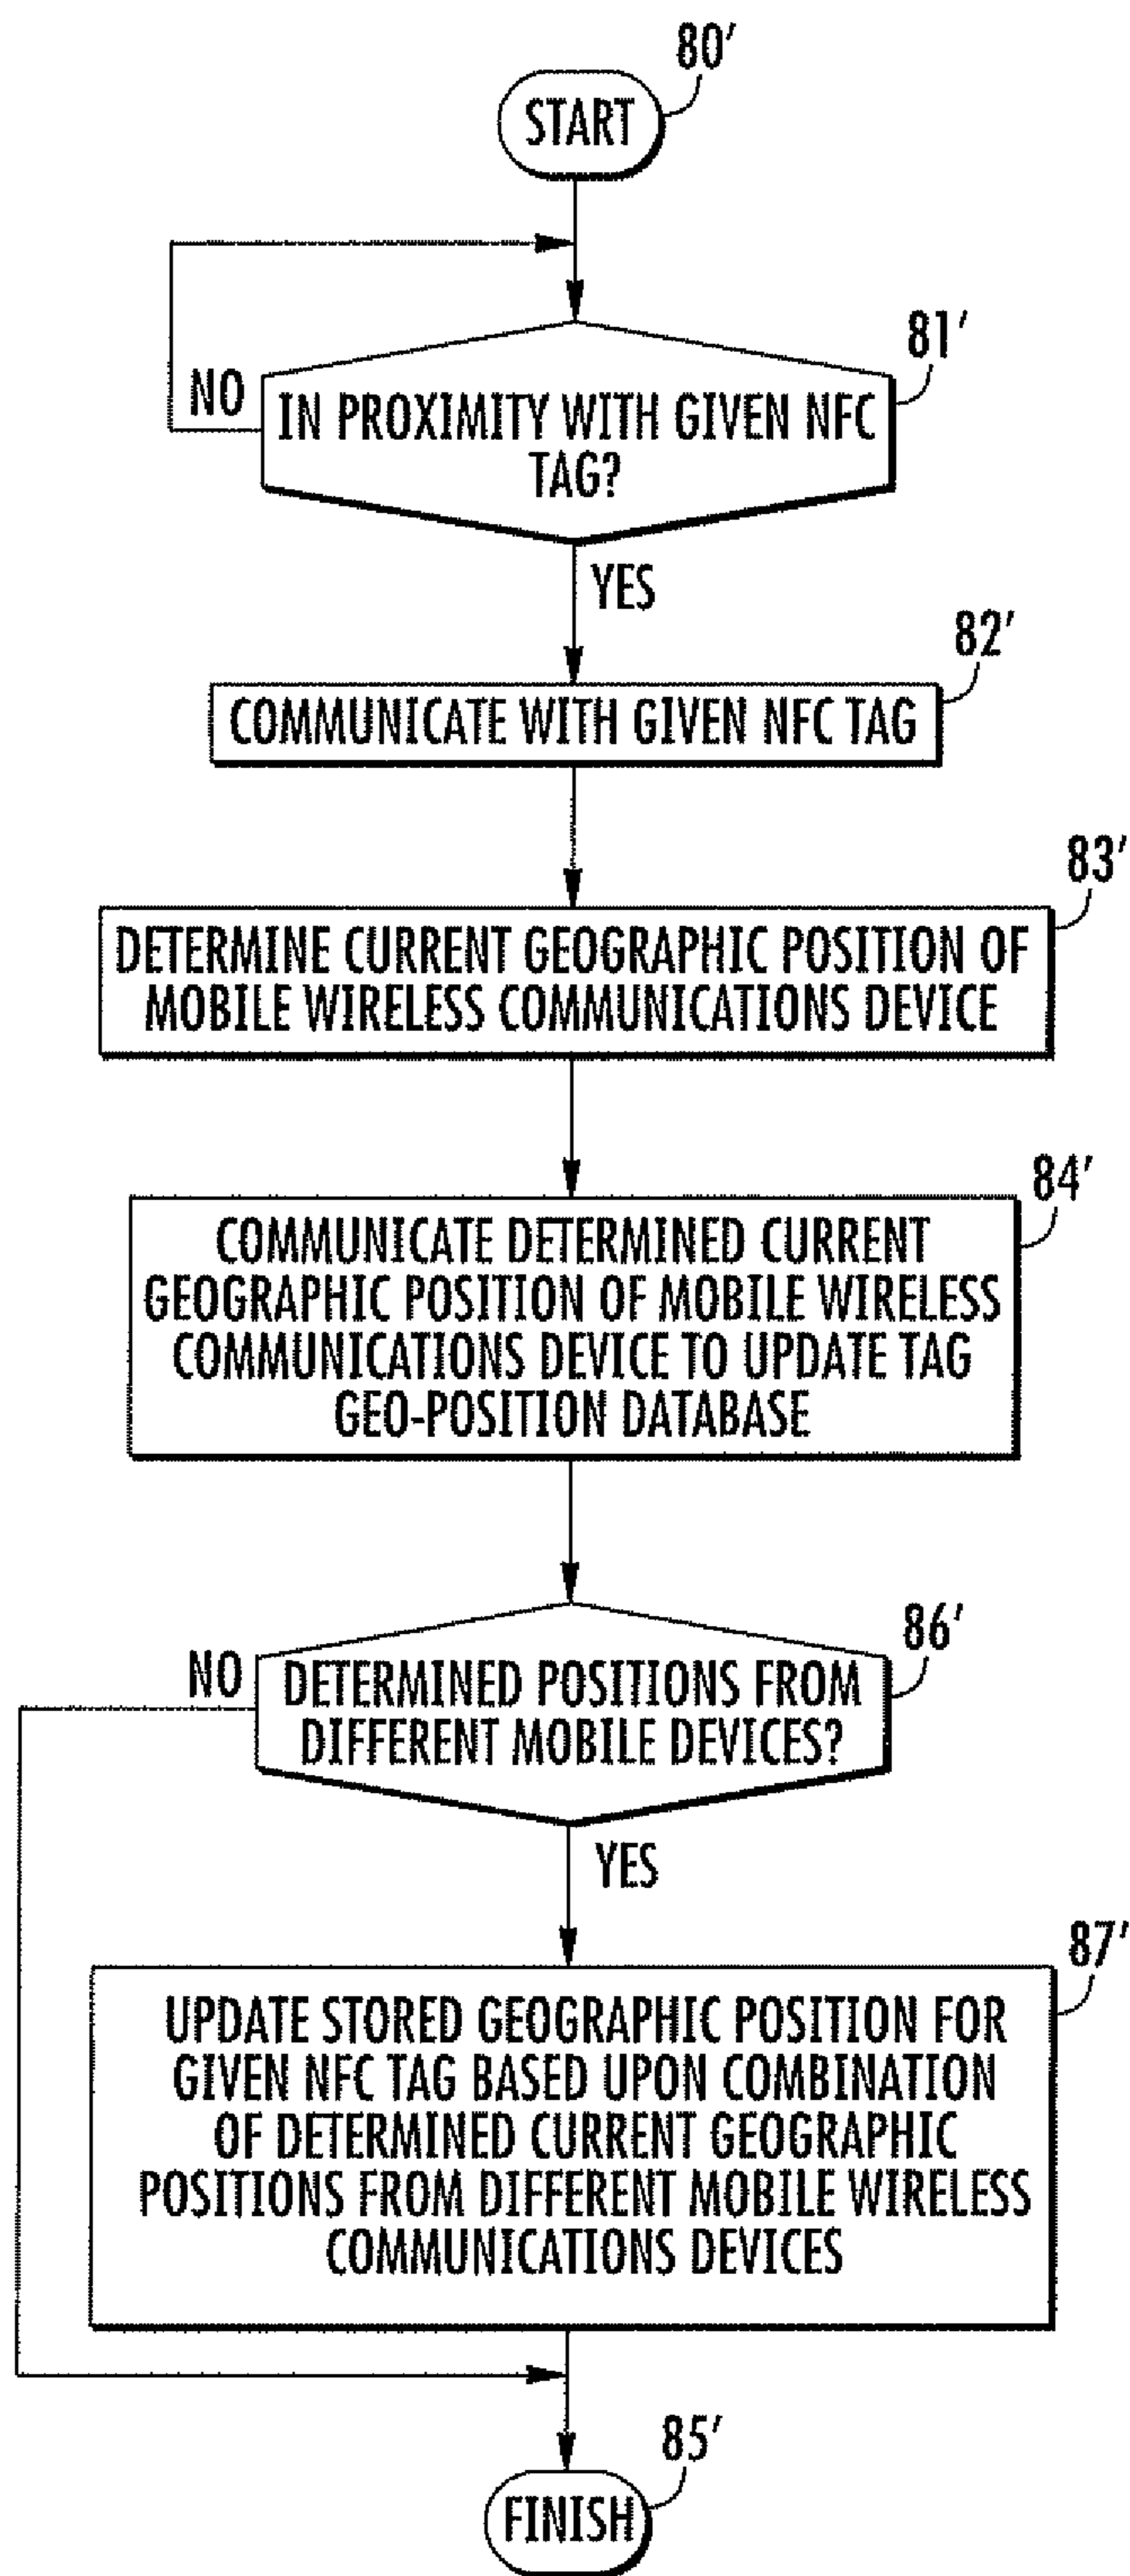 80'
START
81'
NO
IN PROXIMITY WITH GIVEN NFC
TAG?
YES
82'
COMMUNICATE WITH GIVEN NFC TAG
83'
DETERMINE CURRENT GEOGRAPHIC POSITION OF
MOBILE WIRELESS COMMUNICATIONS DEVICE
84'
COMMUNICATE DETERMINED CURRENT
GEOGRAPHIC POSITION OF MOBILE WIRELESS
COMMUNICATIONS DEVICE TO UPDATE TAG
GEO-POSITION DATABASE
86'
NO
DETERMINED POSITIONS FROM
DIFFERENT MOBILE DEVICES?
YES
87'
UPDATE STORED GEOGRAPHIC POSITION FOR
GIVEN NFC TAG BASED UPON COMBINATION
OF DETERMINED CURRENT GEOGRAPHIC
POSITIONS FROM DIFFERENT MOBILE WIRELESS
COMMUNICATIONS DEVICES
85'
FINISH